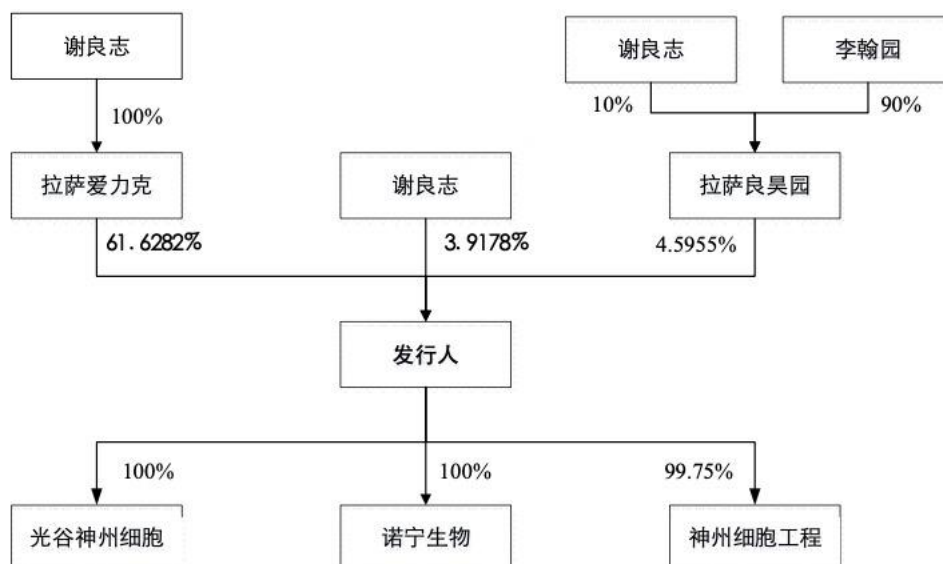 谢良志
谢良志
李翰园
100%
10%
90%
拉萨爱力克
谢良志
拉萨良昊园
61.6282%
3.9178%
4.5955%
发行人
100%
100%
99.75%
光谷神州细胞
诺宁生物
神州细胞工程